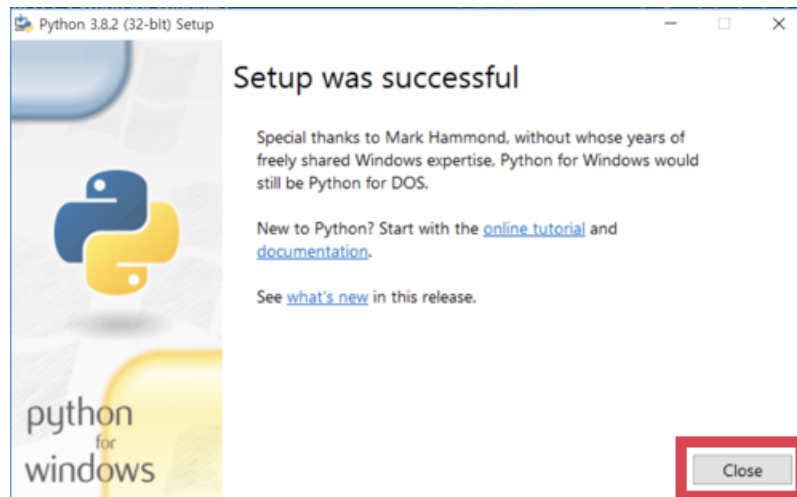 Python 3.8.2 (32-bit) Setup
Setup was successful
Special thanks to Mark Hammond, without whose years of
freely shared Windows expertise, Python for Windows would
still be Python for DOS.
New to Python? Start with the online tutorial and
documentation.
See what's new in this release.
python
for
windows
Close